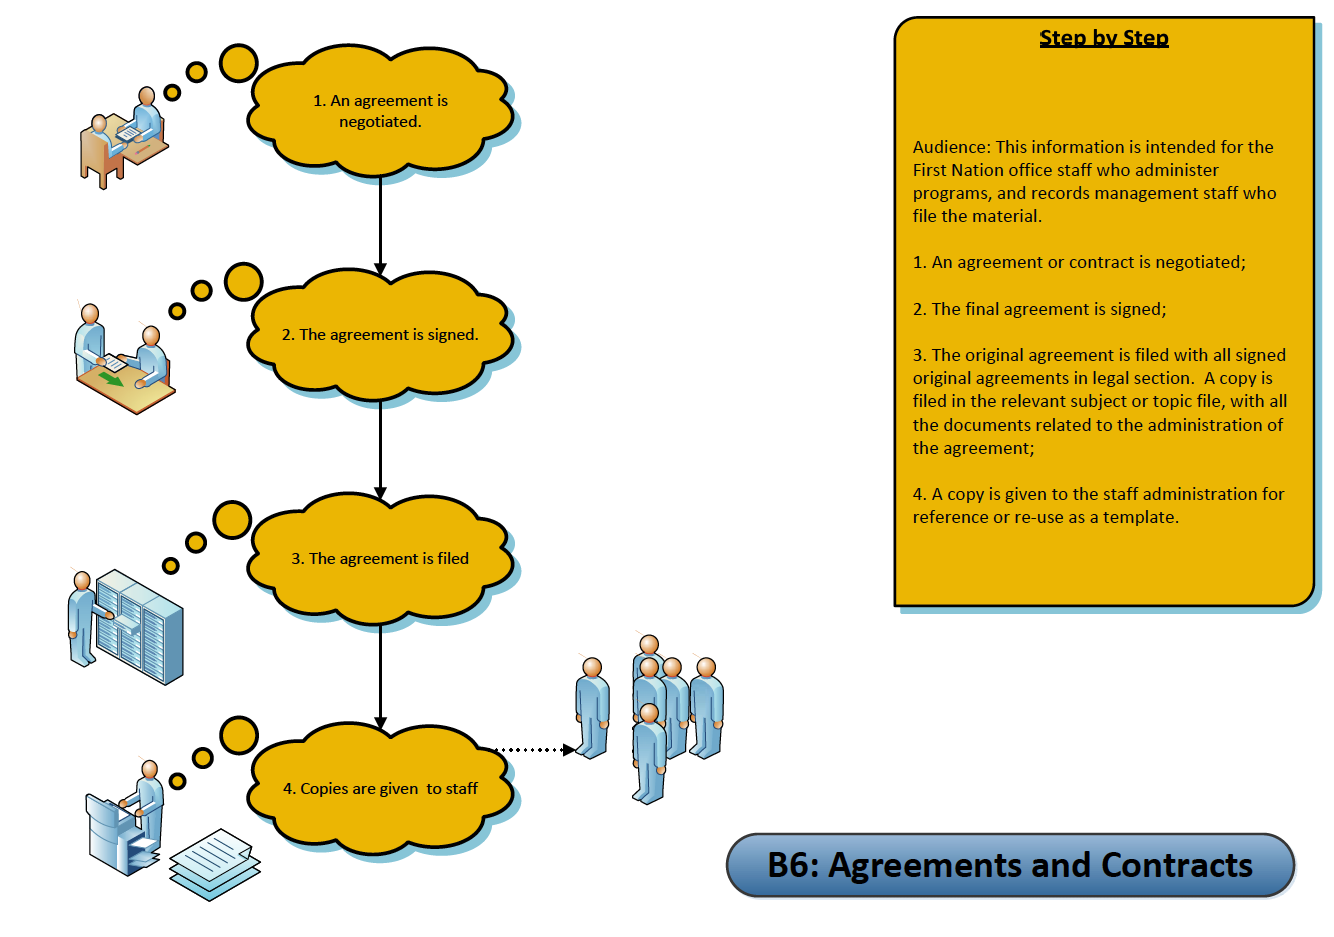 1. An agreement is
negotiated.
2. The agreement is signed.
3. The agreement is filed
4. Copies are given  to staff
Step by Step
Audience: This information is intended for the
First Nation office staff who administer
programs, and records management staff who
file the material.
1. An agreement or contract is negotiated;
2. The final agreement is signed;
3. The original agreement is filed with all signed
original agreements in legal section.  A copy is
filed in the relevant subject or topic file, with all
the documents related to the administration of
the agreement;
4. A copy is given to the staff administration for
reference or re-use as a template.
B6: Agreements and Contracts